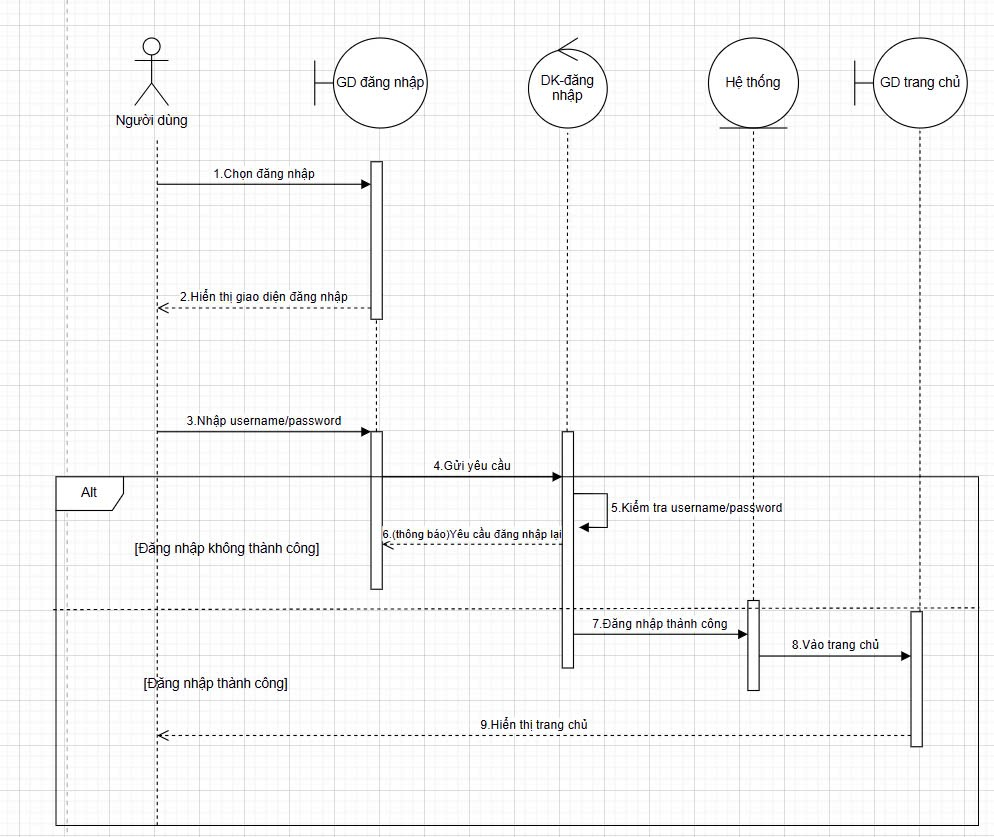 GD đăng nhập
DK-đăng
nhập
Hệ thống
GD trang chủ
Người dùng
1.Chọn đăng nhập
2.Hiển thị giao diện đăng nhập
3.Nhập username/password
4.Gửi yêu cầu
Alt
5.Kiểm tra username/password
6.(thông báo)Yêu cầu đăng nhập lại
[Đăng nhập không thành công]
7.Đăng nhập thành công
8.Vào trang chủ
[Đăng nhập thành công]
9.Hiển thị trang chủ